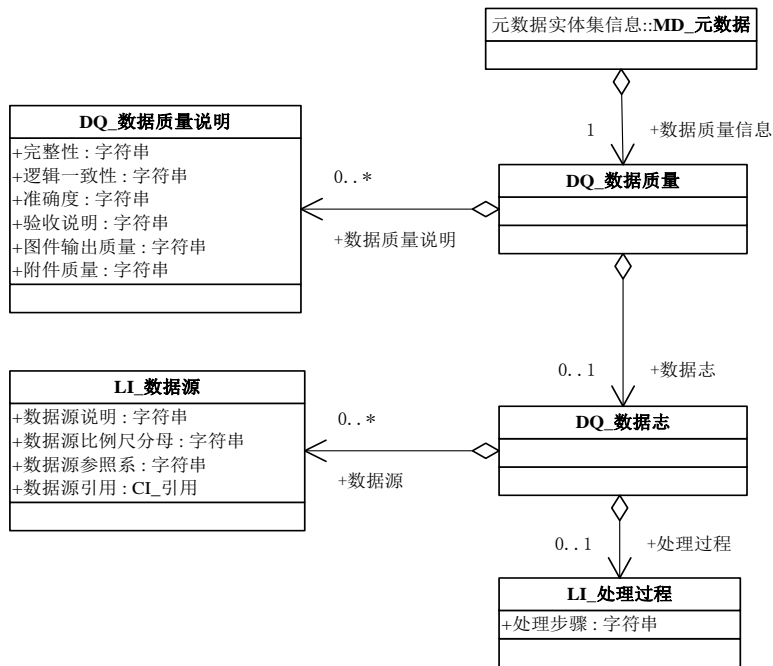 元数据实体集信息::MD_元数据
1
+数据质量信息
DQ_数据质量说明
+完整性 : 字符串
+逻辑一致性 : 字符串
+准确度 : 字符串
+验收说明 : 字符串
+图件输出质量 : 字符串
+附件质量 : 字符串
0..*
+数据质量说明
DQ_数据质量
0..1
+数据志
LI_数据源
+数据源说明 : 字符串
+数据源比例尺分母 : 字符串
+数据源参照系 : 字符串
+数据源引用 : CI_引用
0..*
+数据源
DQ_数据志
0..1
+处理过程
LI_处理过程
+处理步骤 : 字符串